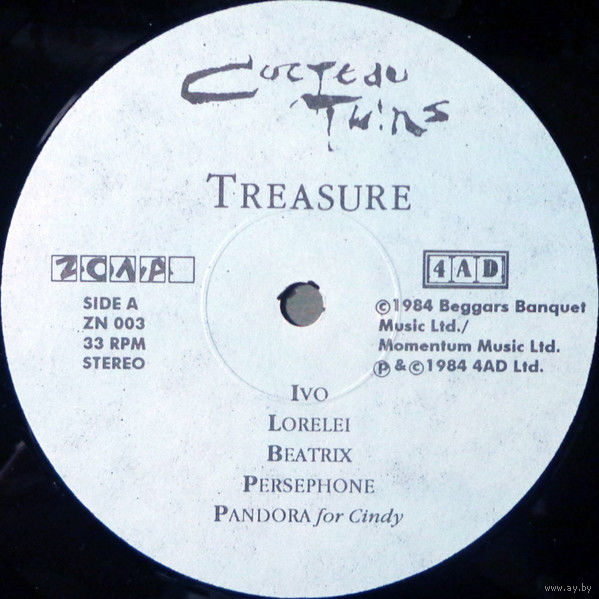 Cocteau
Twins
TREASURE
ZONA
4AD
SIDE A
ZN 003
33 RPM
STEREO
©1984 Beggars Banquet
Music Ltd./
Momentum Music Ltd.
℗ & ©1984 4AD Ltd.
IVO
LORELEI
BEATRIX
PERSEPHONE
PANDORA for Cindy
www.ay.by